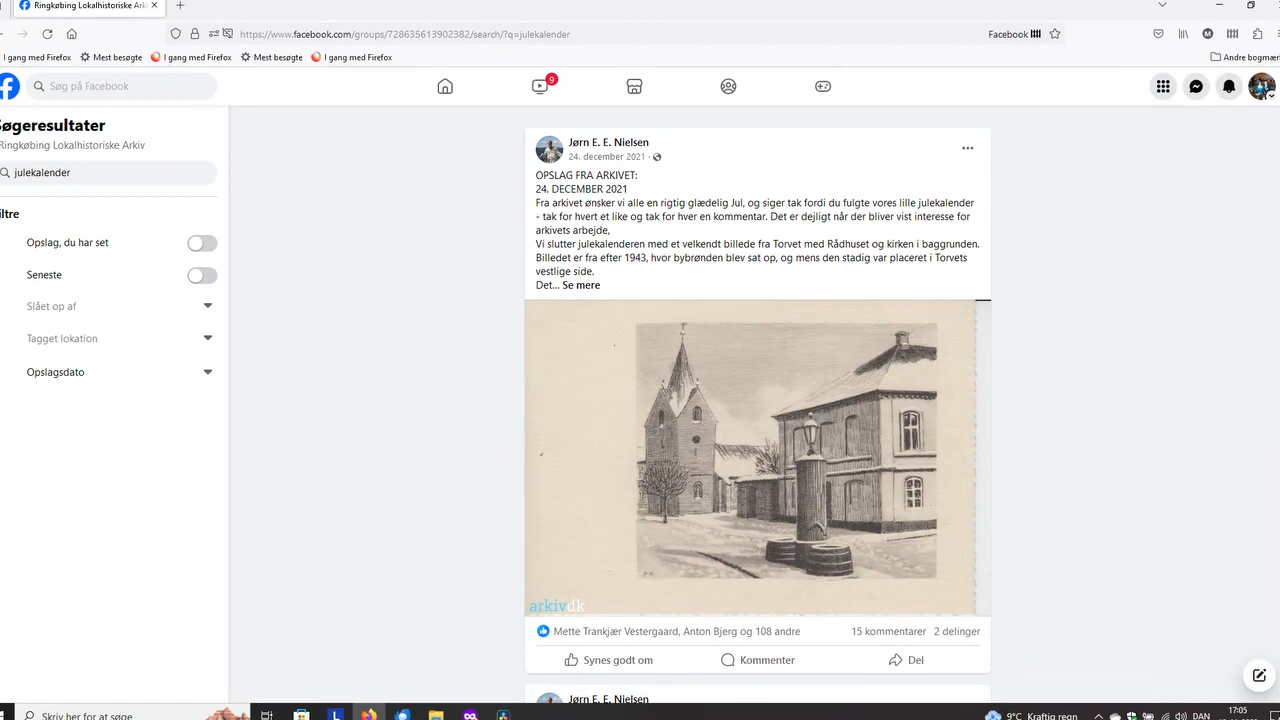 Ringkøbing Lokalhistoriske Arki
https://www.facebook.com/groups/728635613902382/search/?q=julekalender
Facebook
I gang med Firefox
Mest besøgte
I gang med Firefox
Mest besøgte
I gang med Firefox
Andre bogmær
Søg på Facebook
9
Søgeresultater
Ringkøbing Lokalhistoriske Arkiv
julekalender
iltre
Opslag, du har set
Seneste
Slået op af
Tagget lokation
Opslagsdato
Jørn E. E. Nielsen
24. december 2021 ·
OPSLAG FRA ARKIVET:
24. DECEMBER 2021
Fra arkivet ønsker vi alle en rigtig glædelig Jul, og siger tak fordi du fulgte vores lille julekalender
- tak for hvert et like og tak for hver en kommentar. Det er dejligt når der bliver vist interesse for
arkivets arbejde,
Vi slutter julekalenderen med et velkendt billede fra Torvet med Rådhuset og kirken i baggrunden.
Billedet er fra efter 1943, hvor bybrønden blev sat op, og mens den stadig var placeret i Torvets
vestlige side.
Det... Se mere
arkivdk
Mette Trankjær Vestergaard, Anton Bjerg og 108 andre
15 kommentarer 2 delinger
Synes godt om
Kommenter
Del
Jørn E. E. Nielsen
Skriv her for at søge
9°C Kraftig regn
DAN
17:05